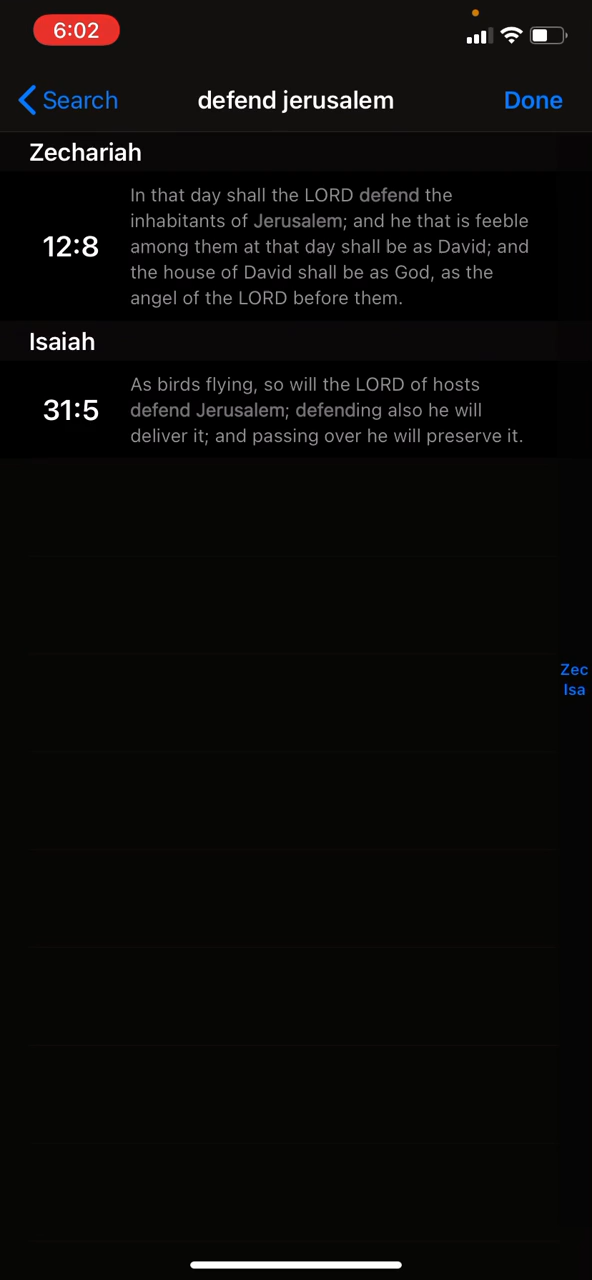 6:02
Search
defend jerusalem
Done
Zechariah
12:8
In that day shall the LORD defend the
inhabitants of Jerusalem; and he that is feeble
among them at that day shall be as David; and
the house of David shall be as God, as the
angel of the LORD before them.
Isaiah
31:5
As birds flying, so will the LORD of hosts
defend Jerusalem; defending also he will
deliver it; and passing over he will preserve it.
Zec
Isa